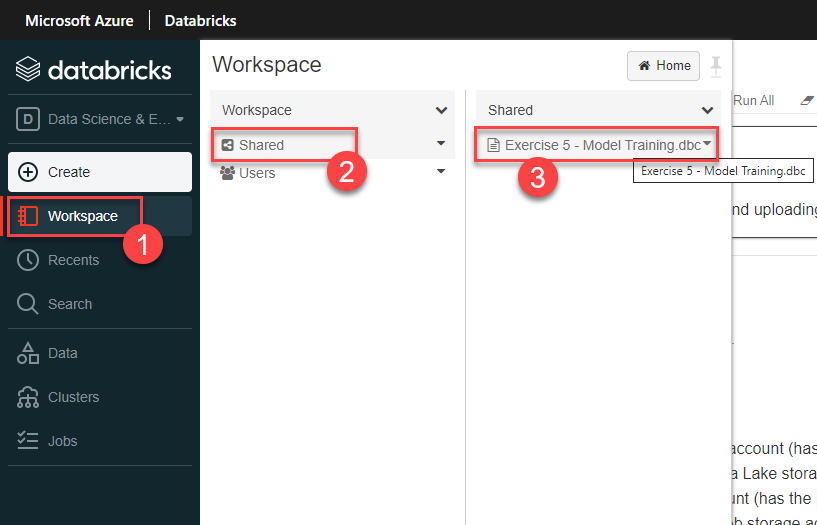 Microsoft Azure | Databricks
databricks
D Data Science & E...
Create
Workspace
1
Recents
Search
Data
Clusters
Jobs
Workspace
Home
Workspace
Shared
2
Users
Shared
Exercise 5 - Model Training.dbc
3
Exercise 5 - Model Training.dbc
Run All
nd uploading
account (has
a Lake stora
unt (has the
b storage ac